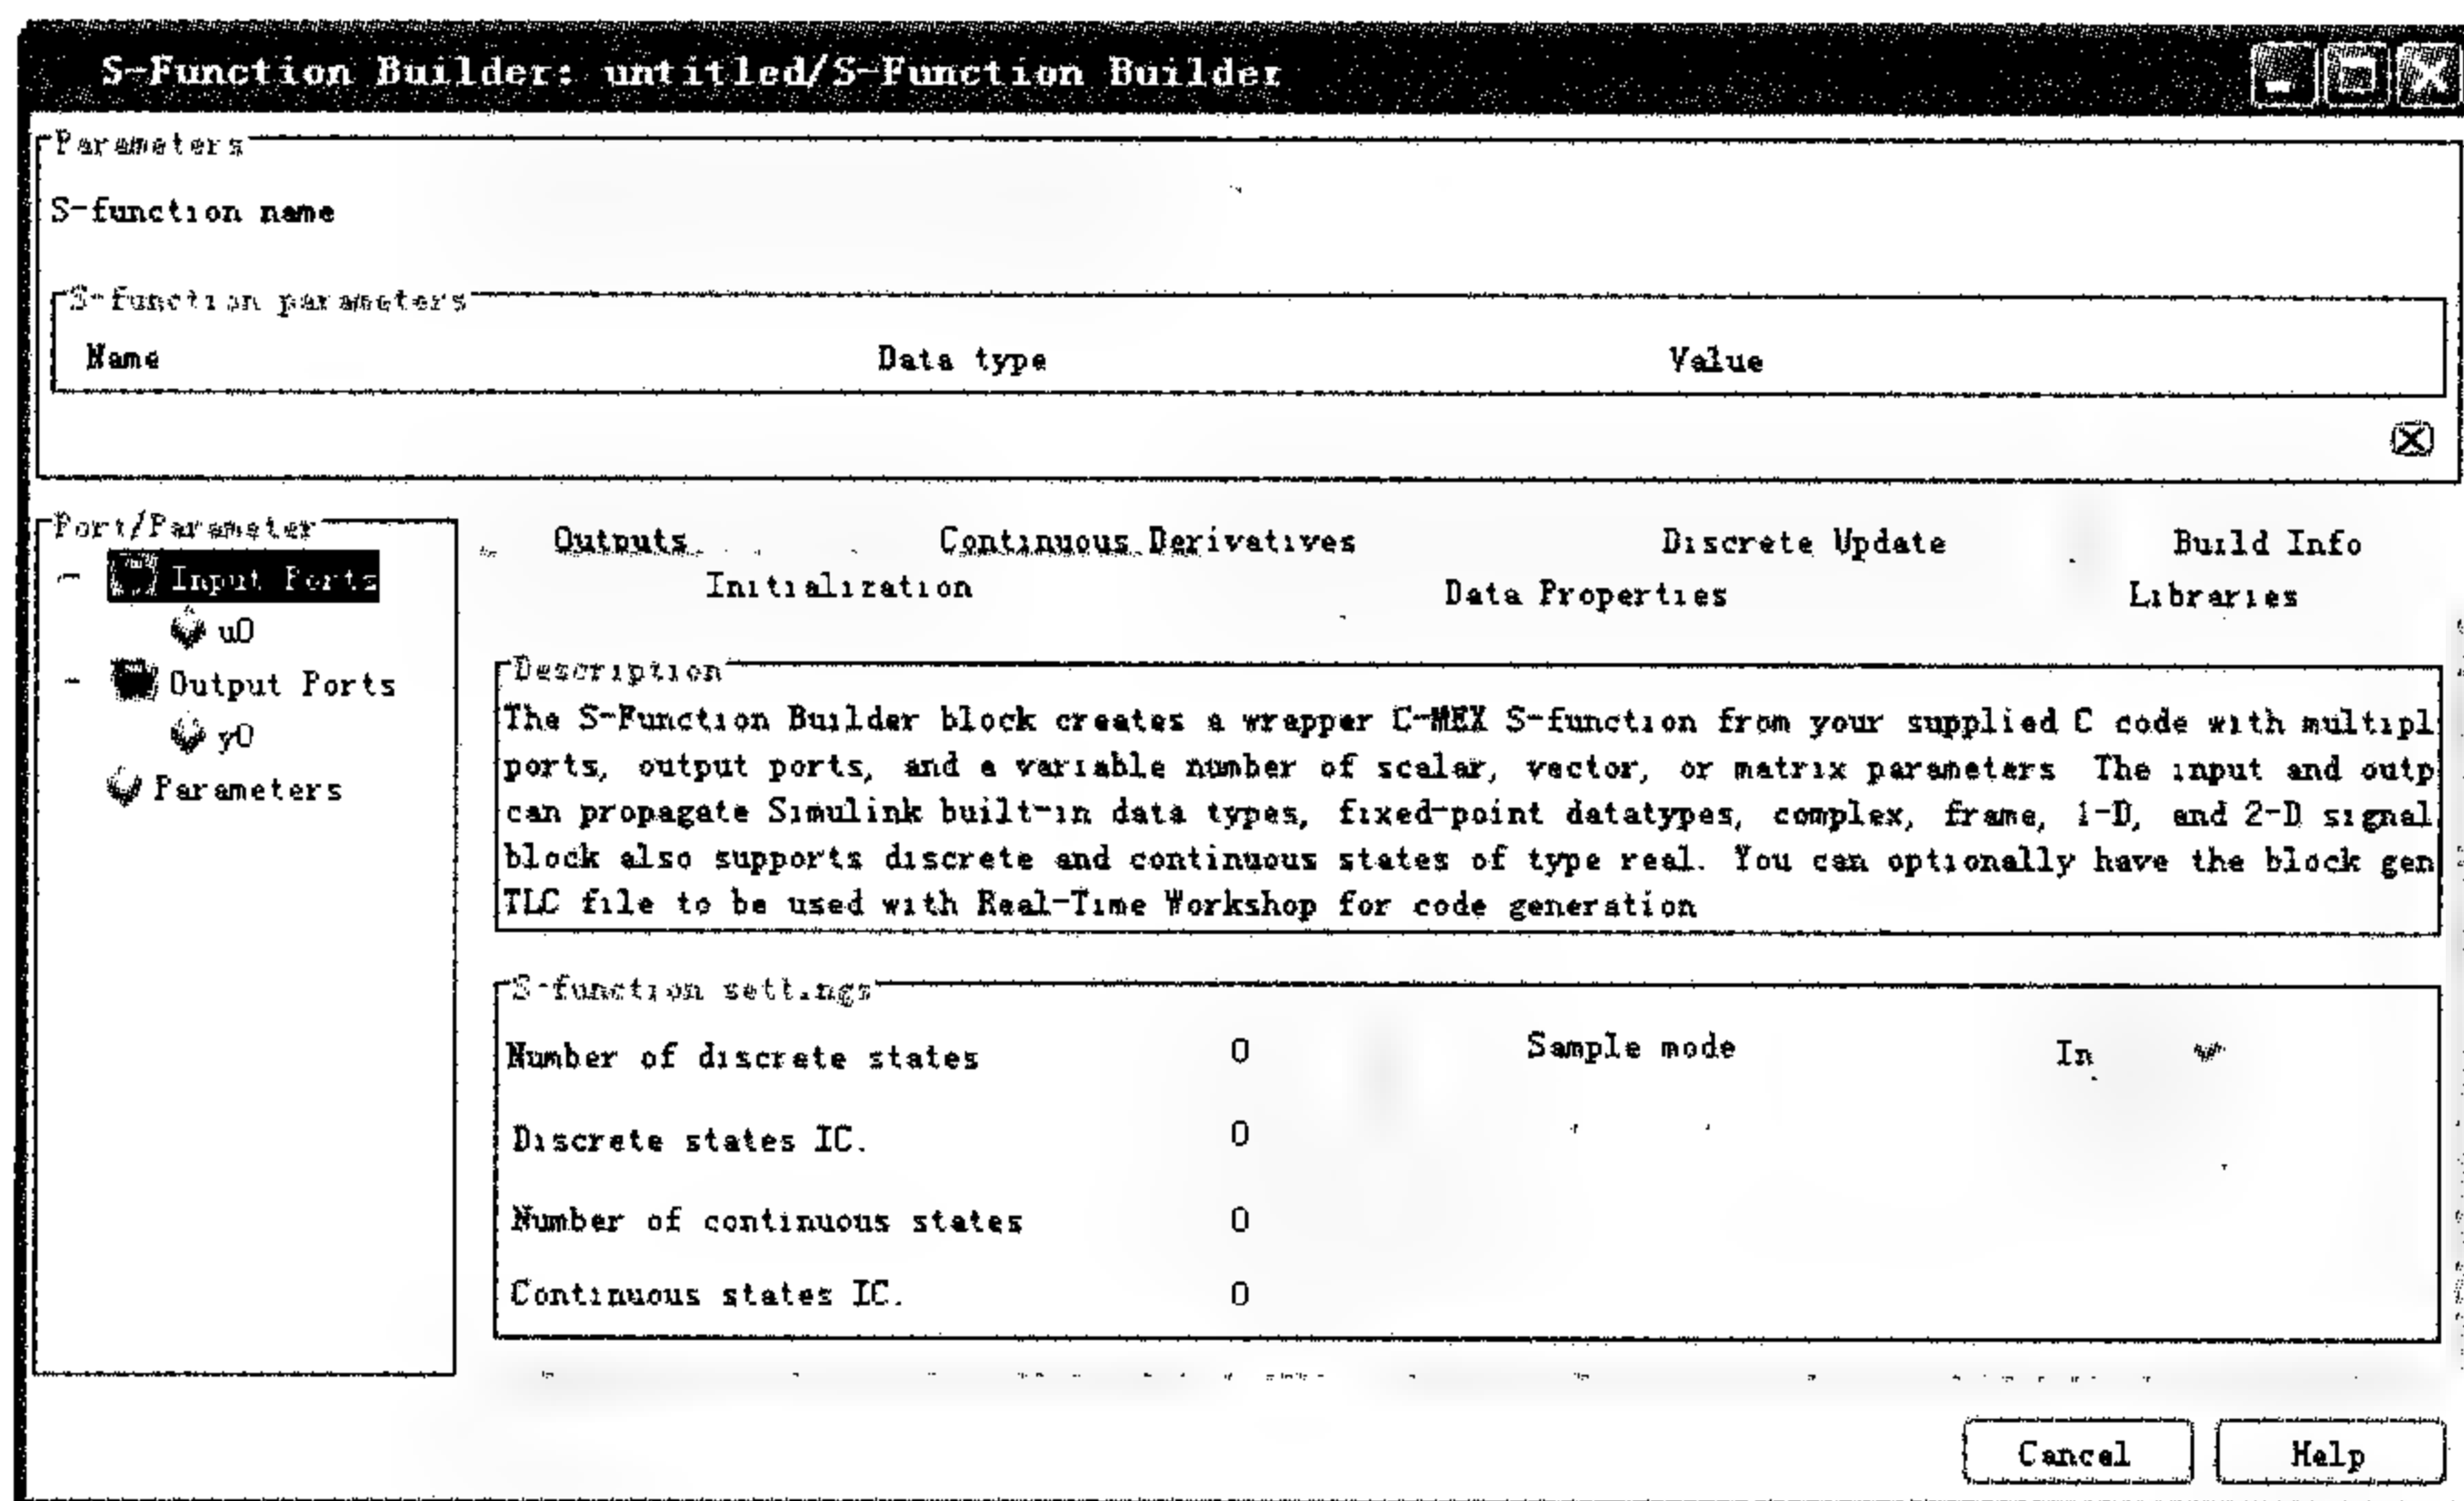 S-Function Builder: untitled/S-Function Builder
Parameters
S-function name
S-function parameters
Name Data type Value
Port/Parameter
Input Ports
u0
Output Ports
y0
Parameters
Outputs Continuous Derivatives Discrete Update Build Info
Initialization Data Properties Libraries
Description
The S-Function Builder block creates a wrapper C-MEX S-function from your supplied C code with multipl
ports, output ports, and a variable number of scalar, vector, or matrix parameters The input and outp
can propagate Simulink built-in data types, fixed-point datatypes, complex, frame, 1-D, and 2-D signal
block also supports discrete and continuous states of type real. You can optionally have the block gen
TLC file to be used with Real-Time Workshop for code generation
S-function settings
Number of discrete states 0 Sample mode In
Discrete states IC. 0
Number of continuous states 0
Continuous states IC. 0
Cancel Help